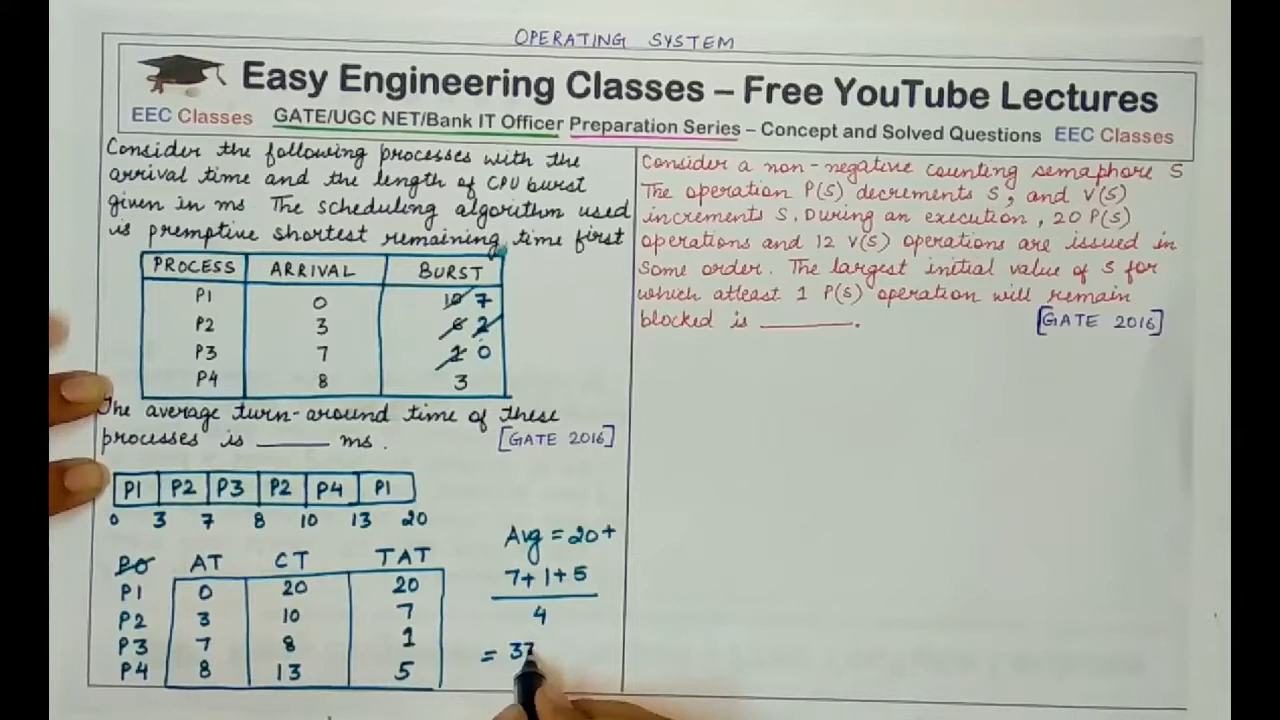 OPERATING SYSTEM
Easy Engineering Classes – Free YouTube Lectures
EEC Classes GATE/UGC NET/Bank IT Officer Preparation Series – Concept and Solved Questions EEC Classes
Consider the following processes with the
arrival time and the length of CPU burst
given in ms. The scheduling algorithm used
is premptive shortest remaining time first
PROCESS ARRIVAL BURST
P1 0 10 7
P2 3 6 2
P3 7 1 0
P4 8 3
The average turn-around time of these
processes is ______ ms.
[GATE 2016]
P1 P2 P3 P2 P4 P1
0 3 7 8 10 13 20
AT CT TAT
P1 0 20 20
P2 3 10 7
P3 7 8 1
P4 8 13 5
Avg = 20+
7+1+5
4
= 33
Consider a non-negative counting semaphore S
The operation P(S) decrements S, and V(S)
increments S. During an execution, 20 P(S)
operations and 12 V(S) operations are issued in
some order. The largest initial value of S for
which atleast 1 P(S) operation will remain
blocked is ________.
[GATE 2016]